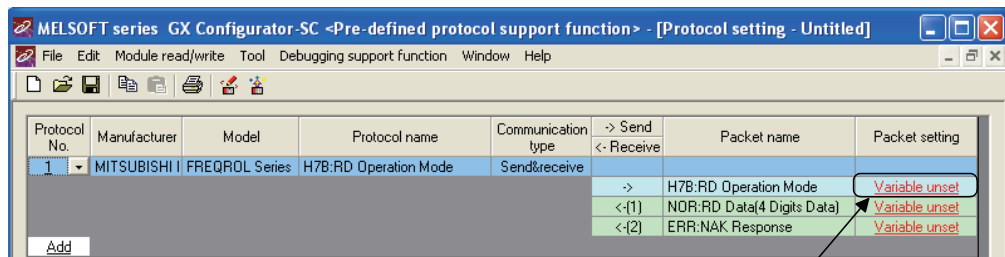 MELSOFT series GX Configurator-SC <Pre-defined protocol support function> - [Protocol setting - Untitled]
File Edit Module read/write Tool Debugging support function Window Help
Protocol No. Manufacturer Model Protocol name Communication type -> Send <- Receive Packet name Packet setting
1 MITSUBISHI I FREQROL Series H7B:RD Operation Mode Send&receive
-> H7B:RD Operation Mode Variable unset
<-(1) NOR:RD Data(4 Digits Data) Variable unset
<-(2) ERR:NAK Response Variable unset
Add